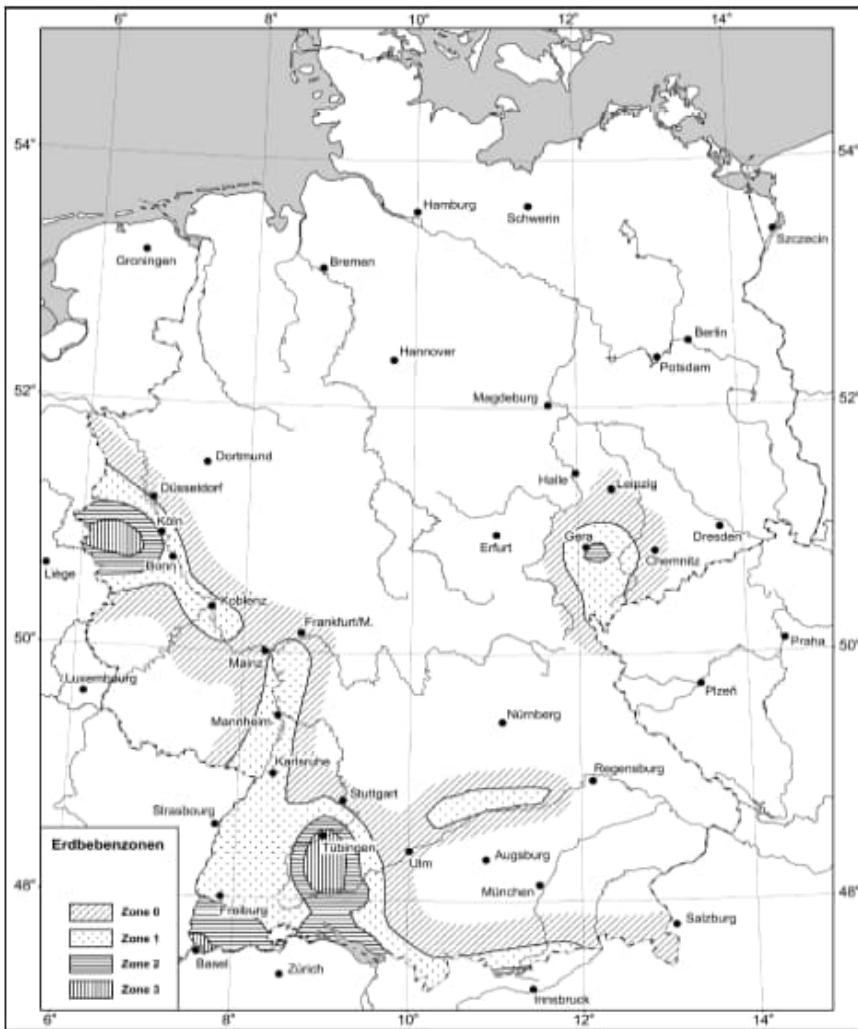 6° 8° 10° 12° 14°
54° 54°
Hamburg
Schwerin
Szczecin
Groningen
Bremen
Berlin
Hannover
Potsdam
52° 52°
Magdeburg
Dortmund
Halle
Leipzig
Düsseldorf
Köln
Gera
Dresden
Erfurt
Bonn
Chemnitz
Liège
Koblenz
Frankfurt/M.
50° 50°
Praha
Mainz
Luxembourg
Plzeň
Mannheim
Nürnberg
Karlsruhe
Regensburg
Stuttgart
Strasbourg
Tübingen
Ulm
Augsburg
München
48° 48°
Freiburg
Salzburg
Basel
Zürich
Innsbruck
Erdbebenzonen
Zone 0
Zone 1
Zone 2
Zone 3
8° 10° 12° 14°